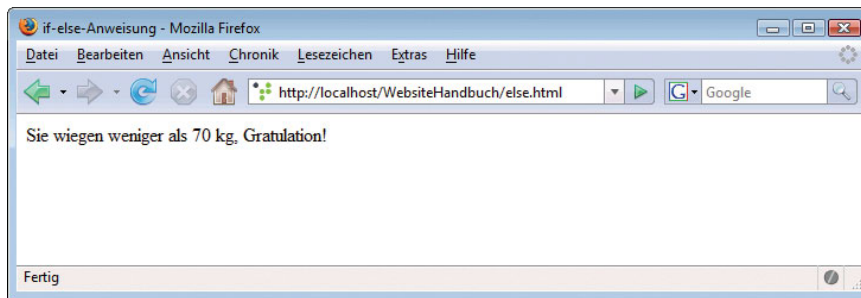 if-else-Anweisung - Mozilla Firefox
Datei Bearbeiten Ansicht Chronik Lesezeichen Extras Hilfe
http://localhost/WebsiteHandbuch/else.html G Google
Sie wiegen weniger als 70 kg, Gratulation!
Fertig